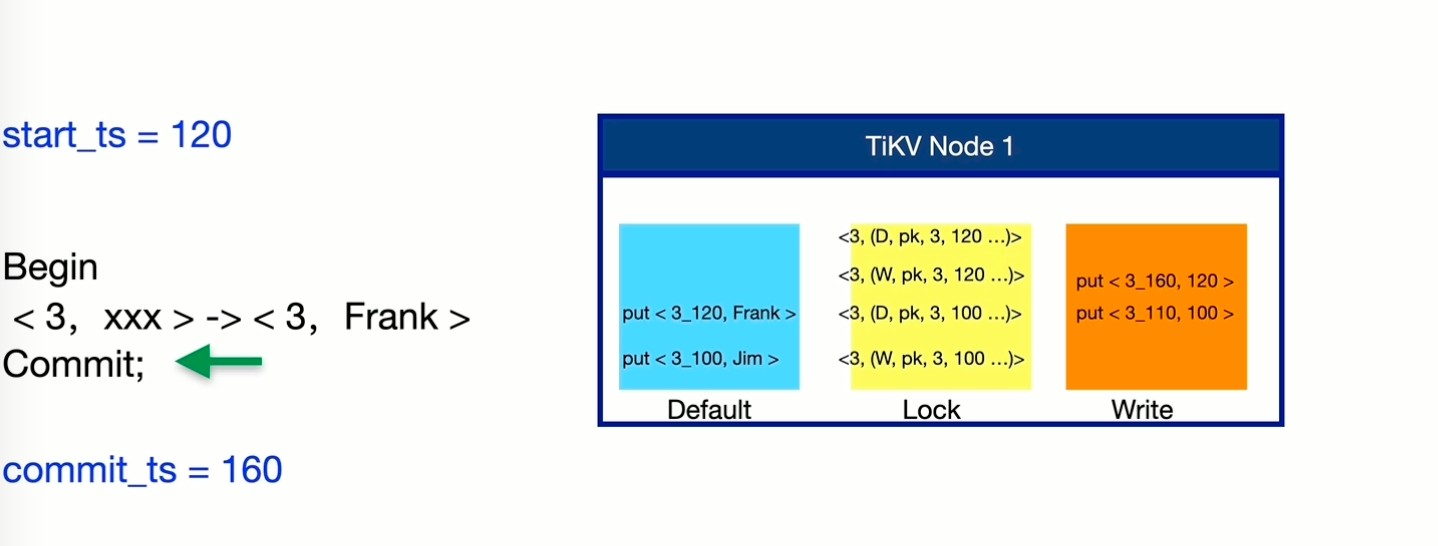 start_ts = 120
Begin
< 3, xxx > -> < 3, Frank >
Commit;
commit_ts = 160
TiKV Node 1
put < 3_120, Frank >
put < 3_100, Jim >
Default
<3, (D, pk, 3, 120 ...)>
<3, (W, pk, 3, 120 ...)>
<3, (D, pk, 3, 100 ...)>
<3, (W, pk, 3, 100 ...)>
Lock
put < 3_160, 120 >
put < 3_110, 100 >
Write